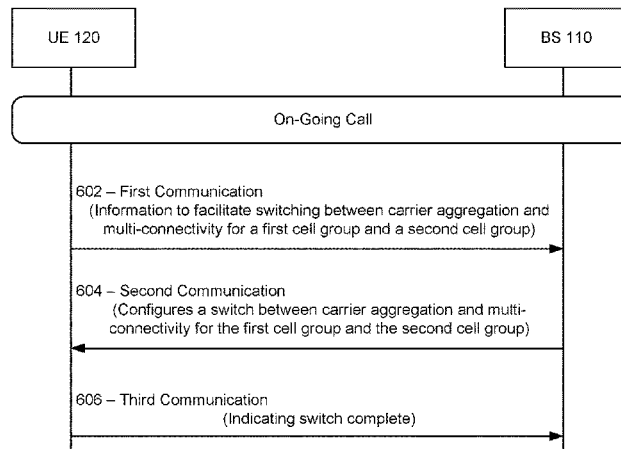 UE 120
BS 110
On-Going Call
602 – First Communication
(Information to facilitate switching between carrier aggregation and
multi-connectivity for a first cell group and a second cell group)
604 – Second Communication
(Configures a switch between carrier aggregation and multi-
connectivity for the first cell group and the second cell group)
606 – Third Communication
(Indicating switch complete)